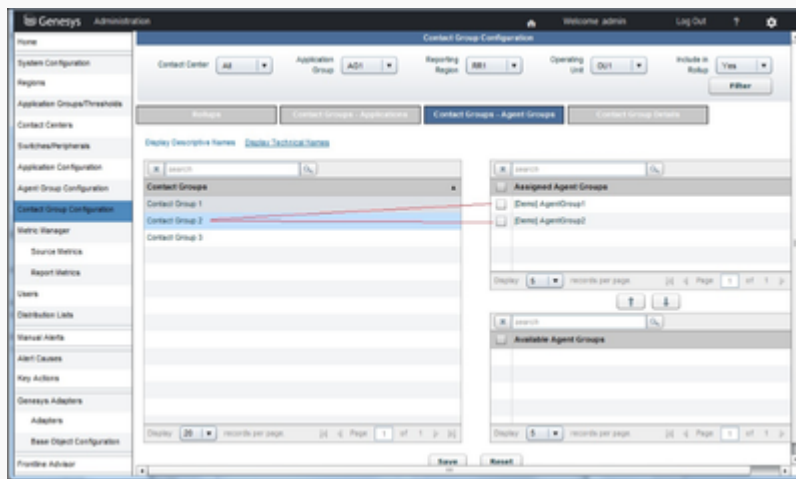 Genesys Administration Welcome admin Log Out ?
Contact Group Configuration
Home
System Configuration
Regions
Application Groups/Thresholds
Contact Centers
Switches/Peripherals
Application Configuration
Agent Group Configuration
Contact Group Configuration
Metric Manager
Source Metrics
Report Metrics
Users
Distribution Lists
Manual Alerts
Alert Causes
Key Actions
Genesys Adapters
Adapters
Base Object Configuration
Frontline Advisor
Contact Center All
Application Group AG1
Reporting Region RR1
Operating Unit OU1
Include in Rollup Yes
Filter
Rollups Contact Groups - Applications Contact Groups - Agent Groups Contact Group Details
Display Descriptive Names Display Technical Names
search
Contact Groups
Contact Group 1
Contact Group 2
Contact Group 3
Display 20 records per page. Page 1 of 1
search
Assigned Agent Groups
[Demo] AgentGroup1
[Demo] AgentGroup2
Display 5 records per page. Page 1 of 1
search
Available Agent Groups
Display 5 records per page. Page 1 of 1
Save Reset